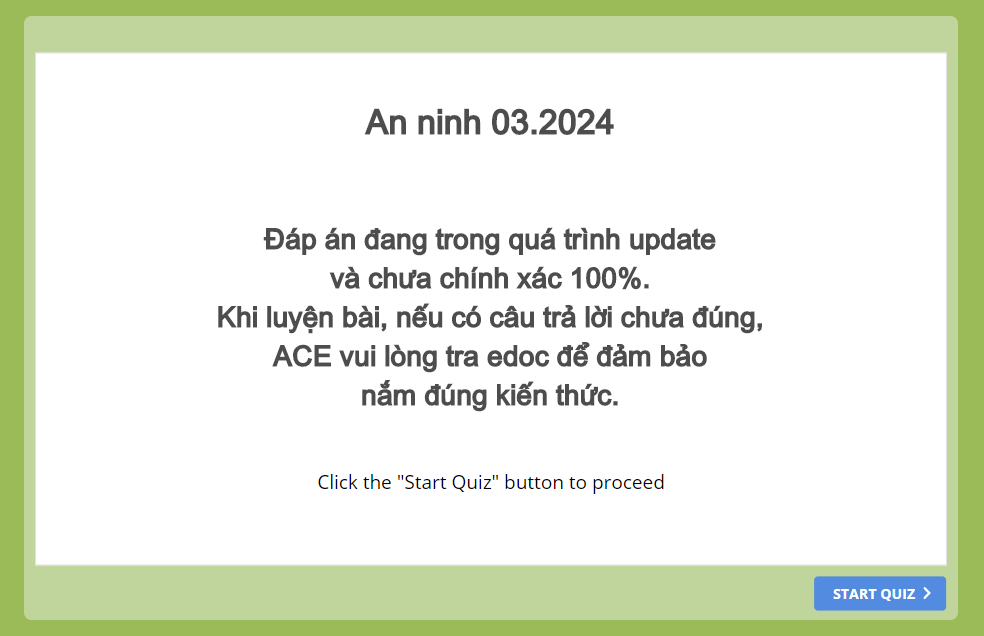 An ninh 03.2024
Đáp án đang trong quá trình update
và chưa chính xác 100%.
Khi luyện bài, nếu có câu trả lời chưa đúng,
ACE vui lòng tra edoc để đảm bảo
nắm đúng kiến thức.
Click the "Start Quiz" button to proceed
START QUIZ